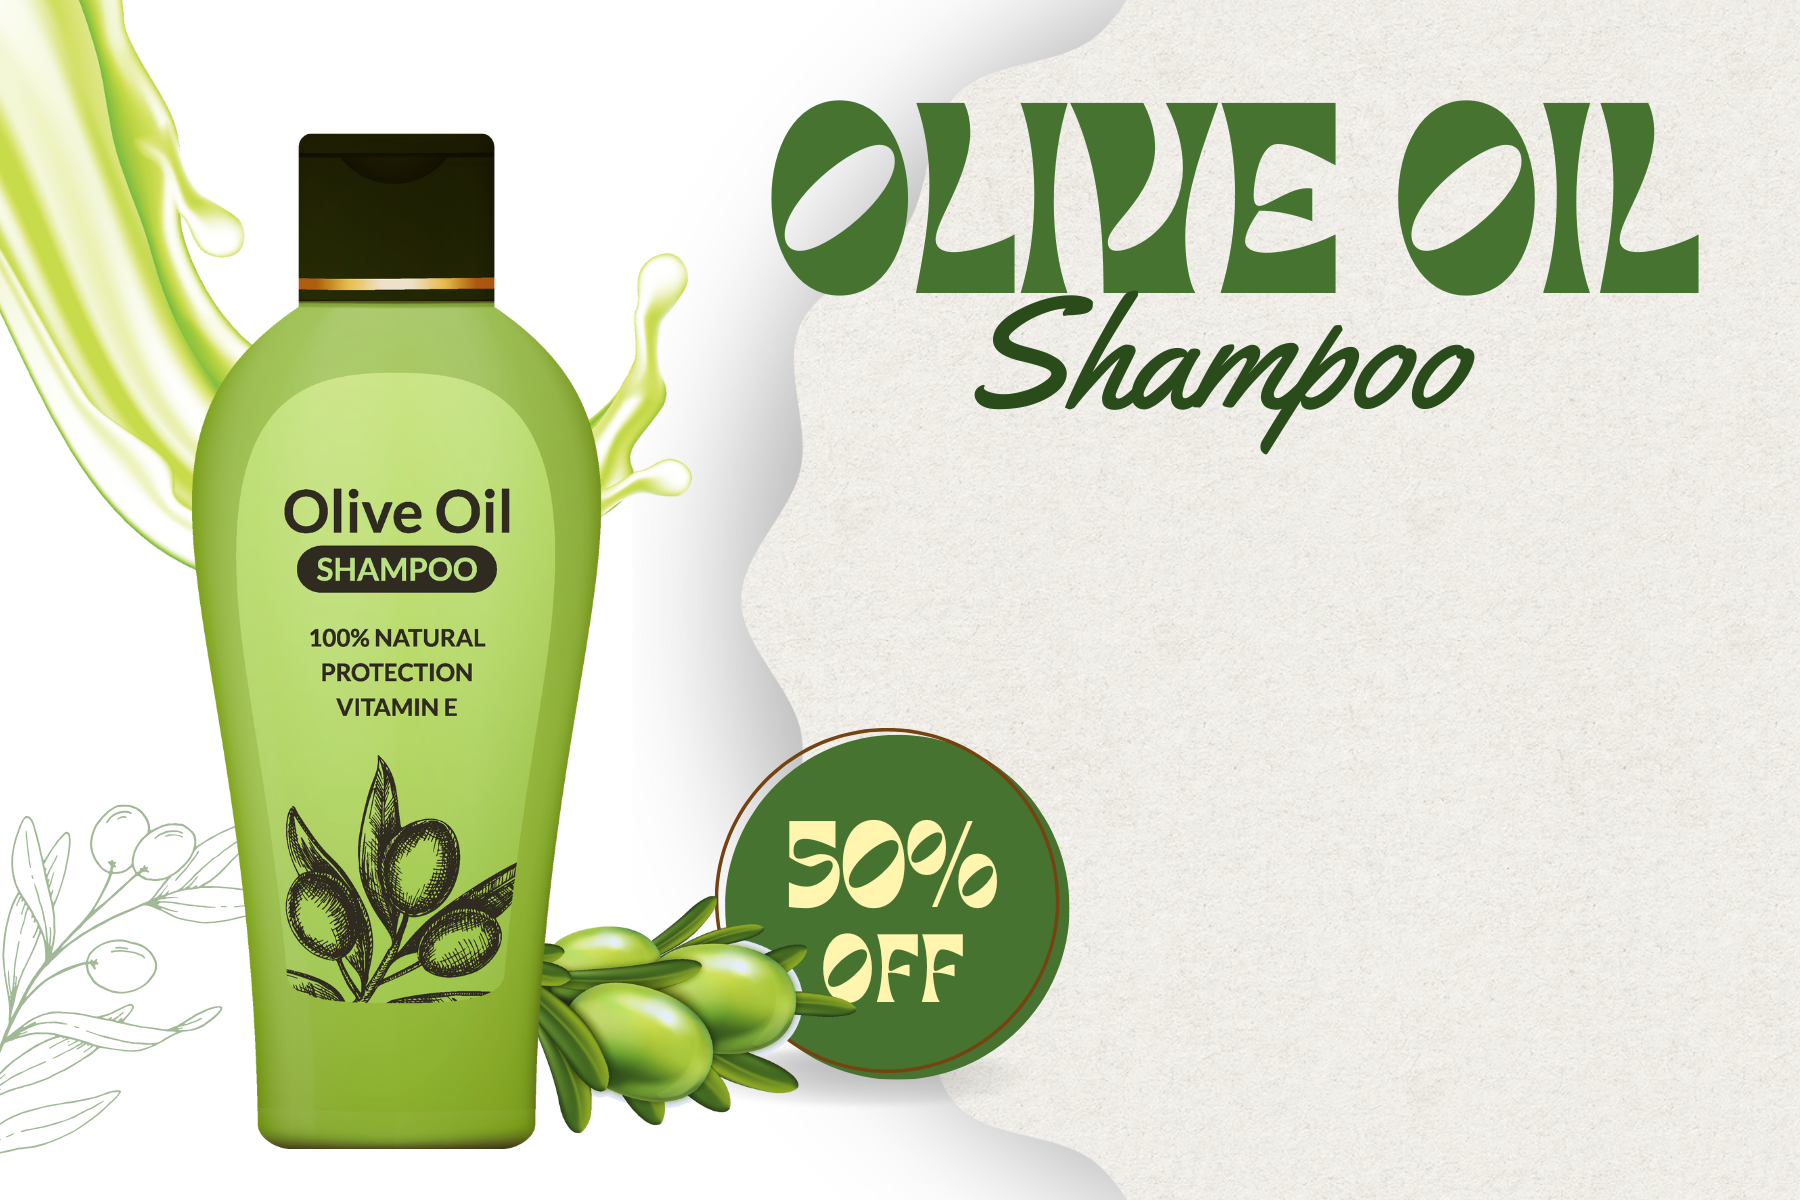 OLIVE OIL
Shampoo
Olive Oil
SHAMPOO
100% NATURAL
PROTECTION
VITAMIN E
50%
OFF